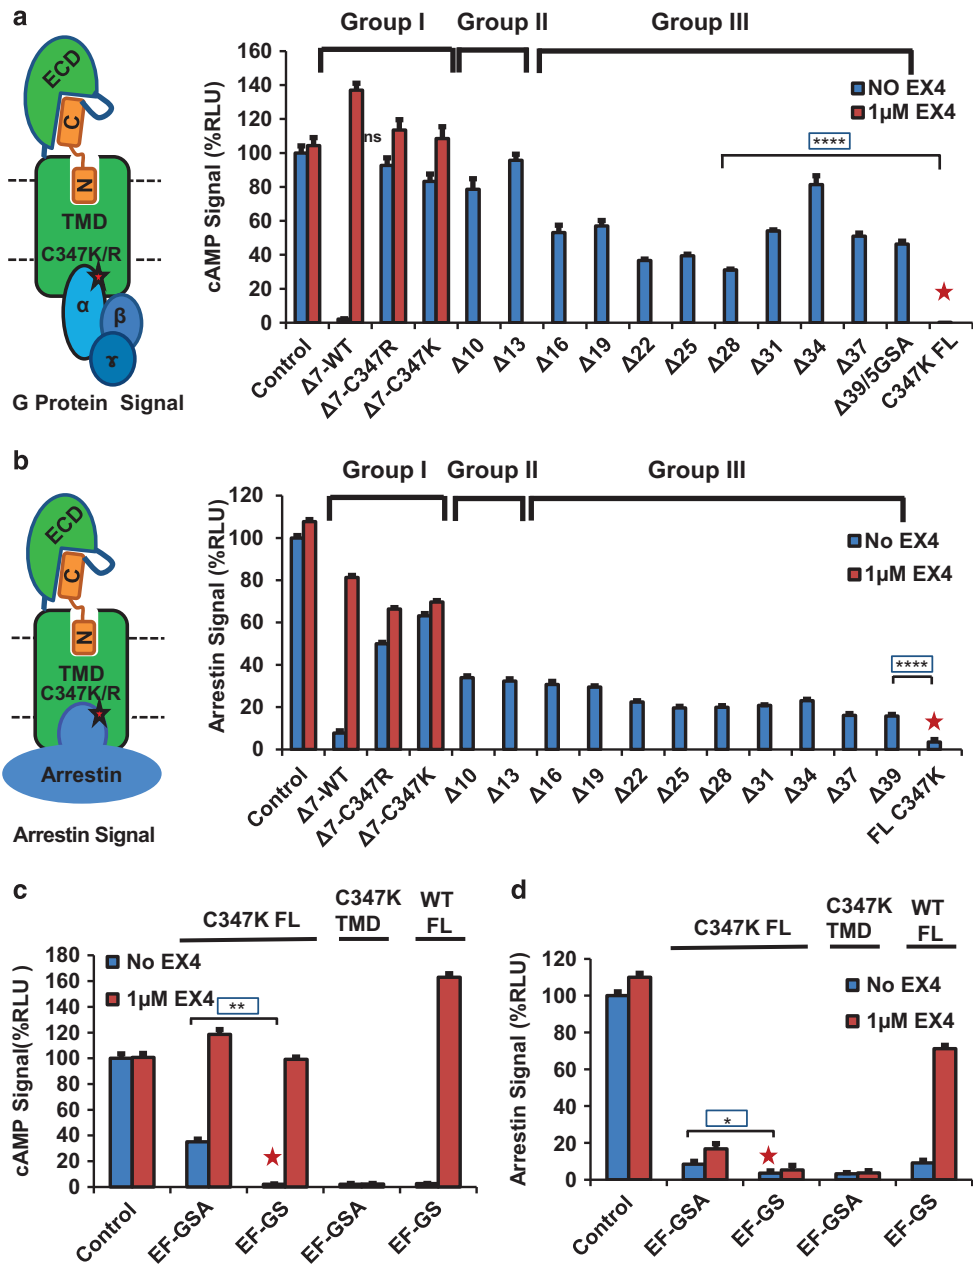 a
ECD
C
N
TMD
C347K/R
α
β
ɤ
G Protein Signal
Group I
Group II
Group III
cAMP Signal (%RLU)
160
140
120
100
80
60
40
20
0
NO EX4
1µM EX4
ns
****
Control
Δ7-WT
Δ7-C347R
Δ7-C347K
Δ10
Δ13
Δ16
Δ19
Δ22
Δ25
Δ28
Δ31
Δ34
Δ37
Δ39/5GSA
C347K FL
b
ECD
C
N
TMD
C347K/R
Arrestin
Arrestin Signal
Group I
Group II
Group III
Arrestin Signal (%RLU)
120
100
80
60
40
20
0
No EX4
1µM EX4
****
Control
Δ7-WT
Δ7-C347R
Δ7-C347K
Δ10
Δ13
Δ16
Δ19
Δ22
Δ25
Δ28
Δ31
Δ34
Δ37
Δ39
FL C347K
c
C347K FL
C347K
TMD
WT
FL
cAMP Signal(%RLU )
180
160
140
120
100
80
60
40
20
0
No EX4
1µM EX4
**
Control
EF-GSA
EF-GS
EF-GSA
EF-GS
d
C347K FL
C347K
TMD
WT
FL
Arrestin Signal (%RLU)
120
100
80
60
40
20
0
No EX4
1µM EX4
*
Control
EF-GSA
EF-GS
EF-GSA
EF-GS